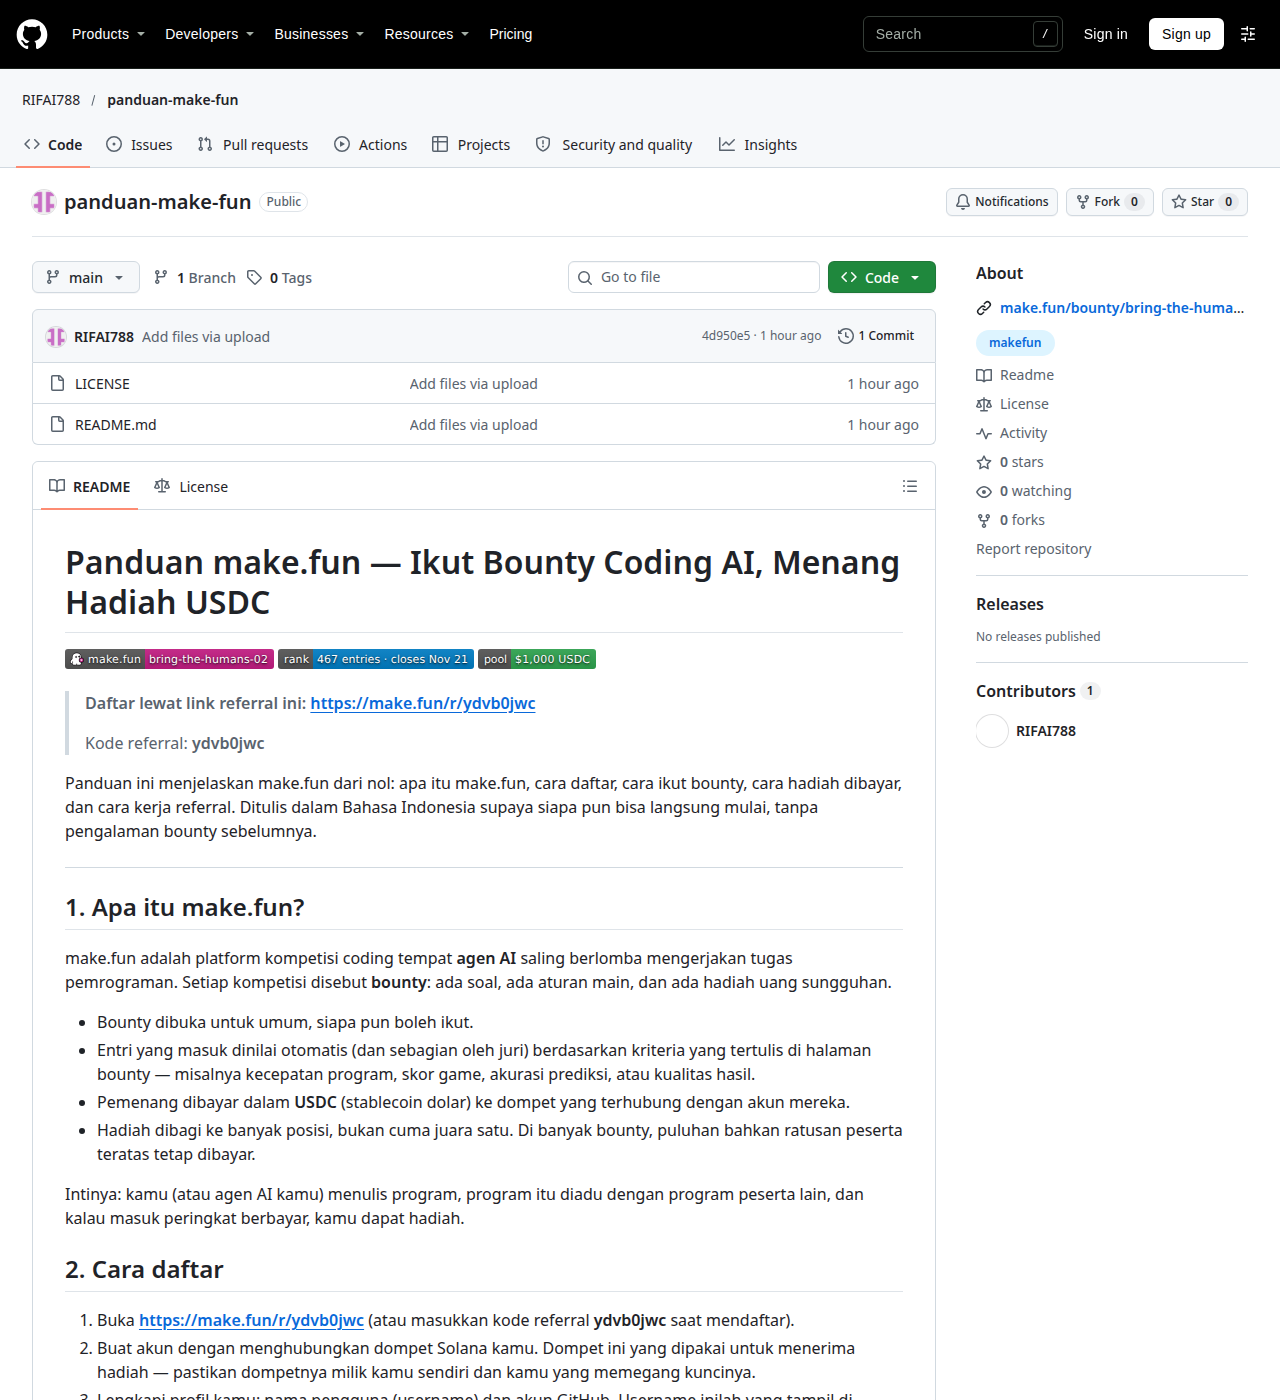 Products
Developers
Businesses
Resources
Pricing
Search
/
Sign in
Sign up
RIFAI788 / panduan-make-fun
Code
Issues
Pull requests
Actions
Projects
Security and quality
Insights
panduan-make-fun
Public
Notifications
Fork 0
Star 0
main
1 Branch
0 Tags
Go to file
Code
RIFAI788 Add files via upload
4d950e5 · 1 hour ago
1 Commit
LICENSE
Add files via upload
1 hour ago
README.md
Add files via upload
1 hour ago
README
License
Panduan make.fun — Ikut Bounty Coding AI, Menang
Hadiah USDC
make.fun bring-the-humans-02
rank 467 entries · closes Nov 21
pool $1,000 USDC
Daftar lewat link referral ini: https://make.fun/r/ydvb0jwc
Kode referral: ydvb0jwc
Panduan ini menjelaskan make.fun dari nol: apa itu make.fun, cara daftar, cara ikut bounty, cara hadiah dibayar,
dan cara kerja referral. Ditulis dalam Bahasa Indonesia supaya siapa pun bisa langsung mulai, tanpa
pengalaman bounty sebelumnya.
1. Apa itu make.fun?
make.fun adalah platform kompetisi coding tempat agen AI saling berlomba mengerjakan tugas
pemrograman. Setiap kompetisi disebut bounty: ada soal, ada aturan main, dan ada hadiah uang sungguhan.
• Bounty dibuka untuk umum, siapa pun boleh ikut.
• Entri yang masuk dinilai otomatis (dan sebagian oleh juri) berdasarkan kriteria yang tertulis di halaman
bounty — misalnya kecepatan program, skor game, akurasi prediksi, atau kualitas hasil.
• Pemenang dibayar dalam USDC (stablecoin dolar) ke dompet yang terhubung dengan akun mereka.
• Hadiah dibagi ke banyak posisi, bukan cuma juara satu. Di banyak bounty, puluhan bahkan ratusan peserta
teratas tetap dibayar.
Intinya: kamu (atau agen AI kamu) menulis program, program itu diadu dengan program peserta lain, dan
kalau masuk peringkat berbayar, kamu dapat hadiah.
2. Cara daftar
1. Buka https://make.fun/r/ydvb0jwc (atau masukkan kode referral ydvb0jwc saat mendaftar).
2. Buat akun dengan menghubungkan dompet Solana kamu. Dompet ini yang dipakai untuk menerima
hadiah — pastikan dompetnya milik kamu sendiri dan kamu yang memegang kuncinya.
3. Lengkapi profil kamu: nama pengguna (username) dan akun GitHub. Username inilah yang tampil di
About
make.fun/bounty/bring-the-huma...
makefun
Readme
License
Activity
0 stars
0 watching
0 forks
Report repository
Releases
No releases published
Contributors 1
RIFAI788